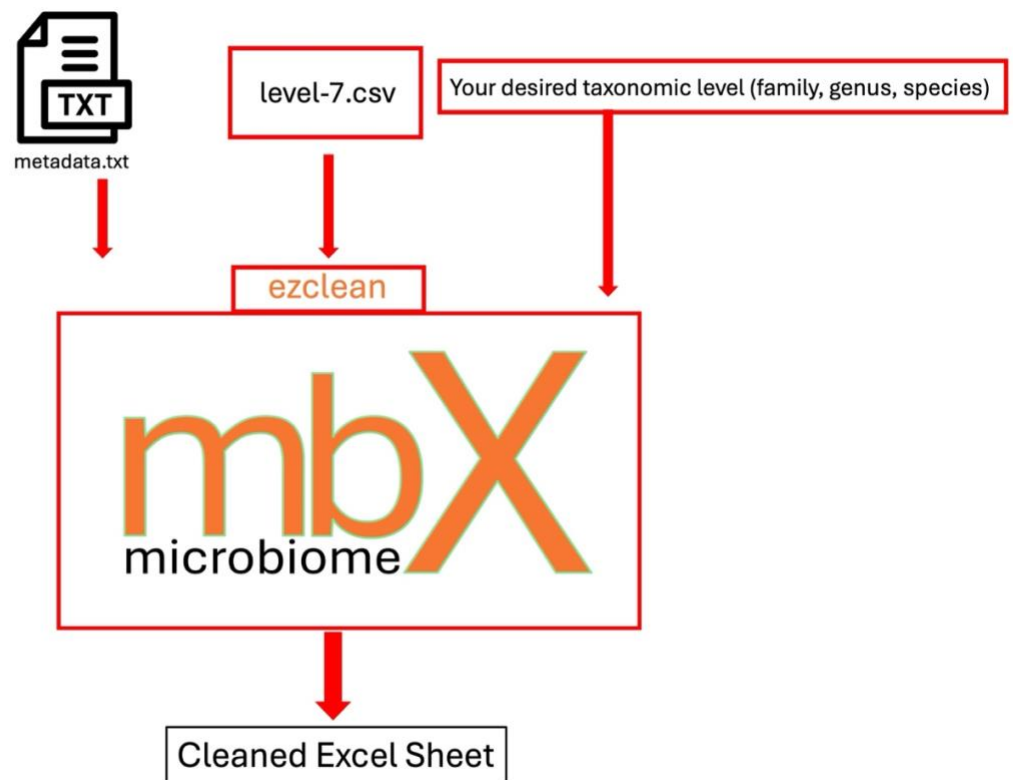 TXT
metadata.txt
level-7.csv
Your desired taxonomic level (family, genus, species)
ezclean
mbX
microbiome
Cleaned Excel Sheet